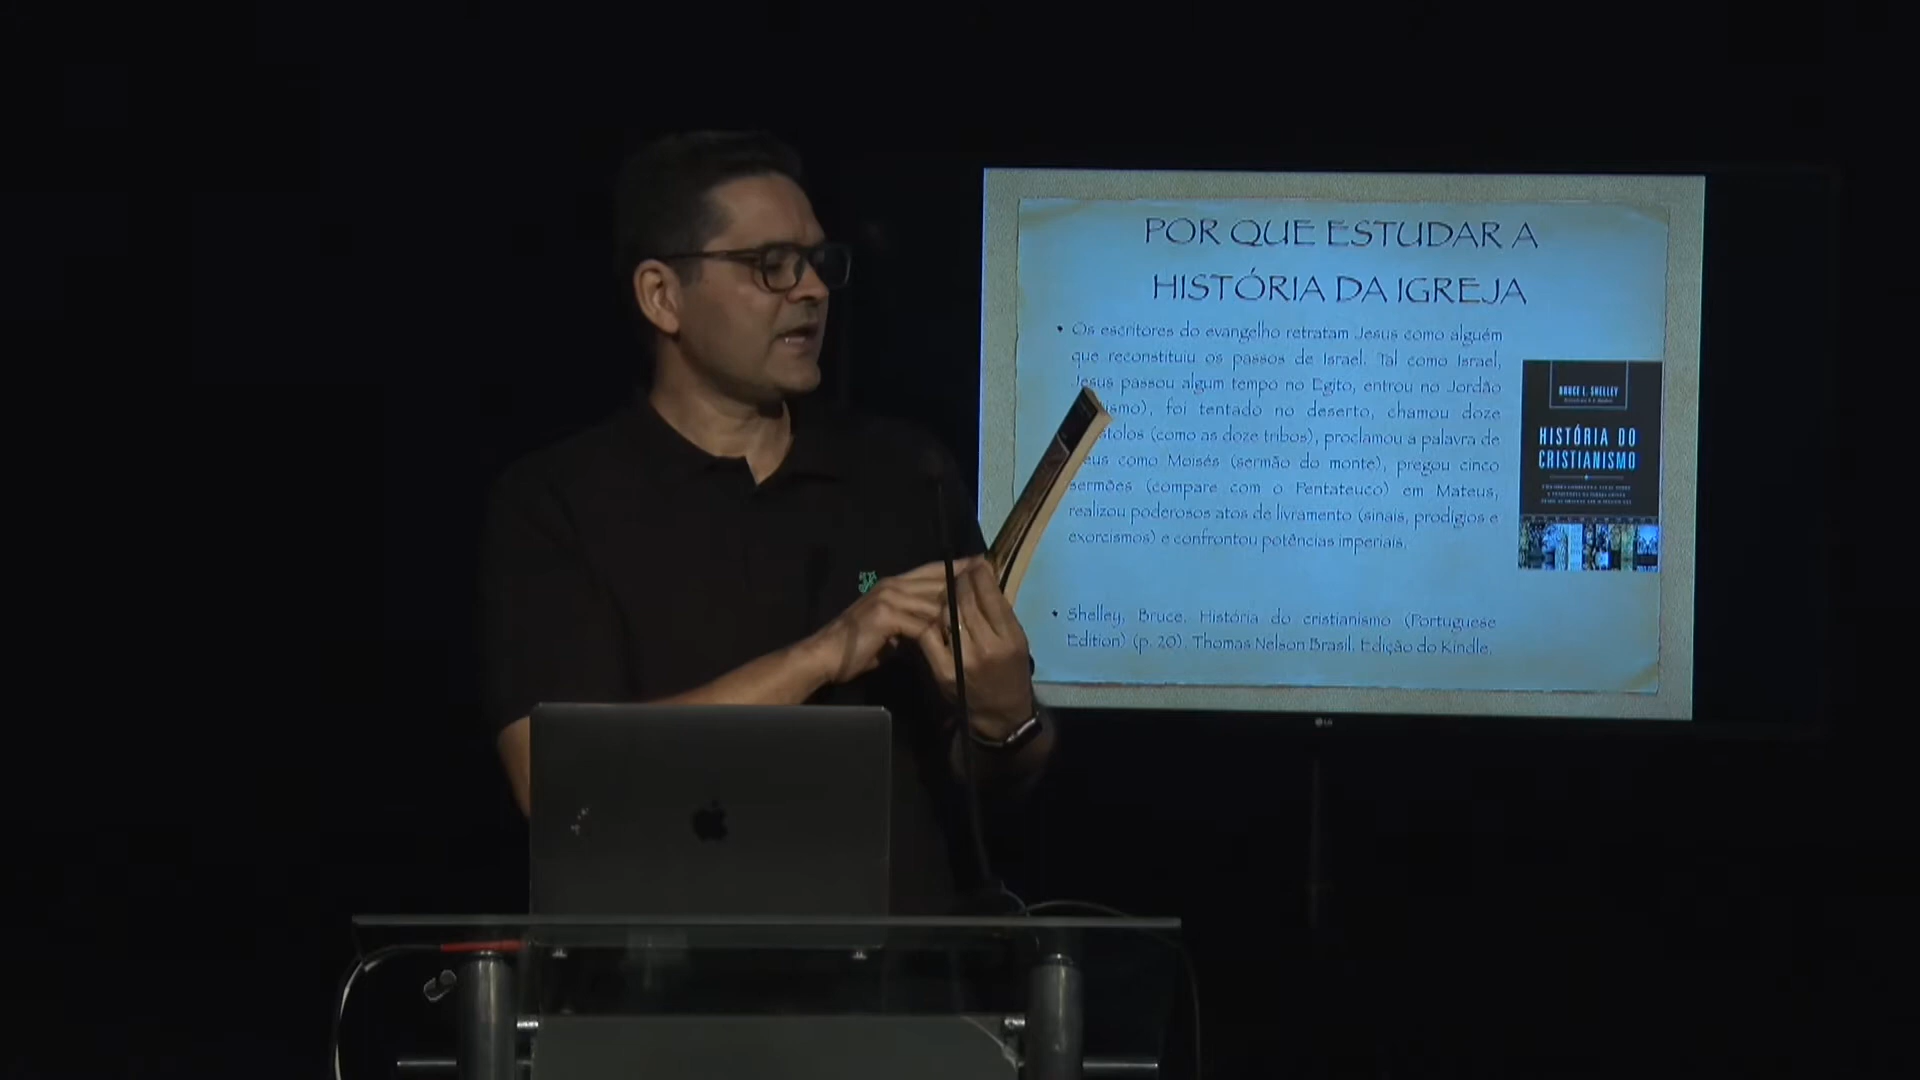 POR QUE ESTUDAR A
HISTÓRIA DA IGREJA
• Os escritores do evangelho retratam Jesus como alguém
que reconstituiu os passos de Israel. Tal como Israel,
Jesus passou algum tempo no Egito, entrou no Jordão
ismo), foi tentado no deserto, chamou doze
stolos (como as doze tribos), proclamou a palavra de
eus como Moisés (sermão do monte), pregou cinco
sermões (compare com o Pentateuco) em Mateus,
realizou poderosos atos de livramento (sinais, prodígios e
exorcismos) e confrontou potências imperiais.
• Shelley, Bruce. História do cristianismo (Portuguese
Edition) (p. 20). Thomas Nelson Brasil. Edição do Kindle.
BRUCE L. SHELLEY
HISTÓRIA DO
CRISTIANISMO
LG